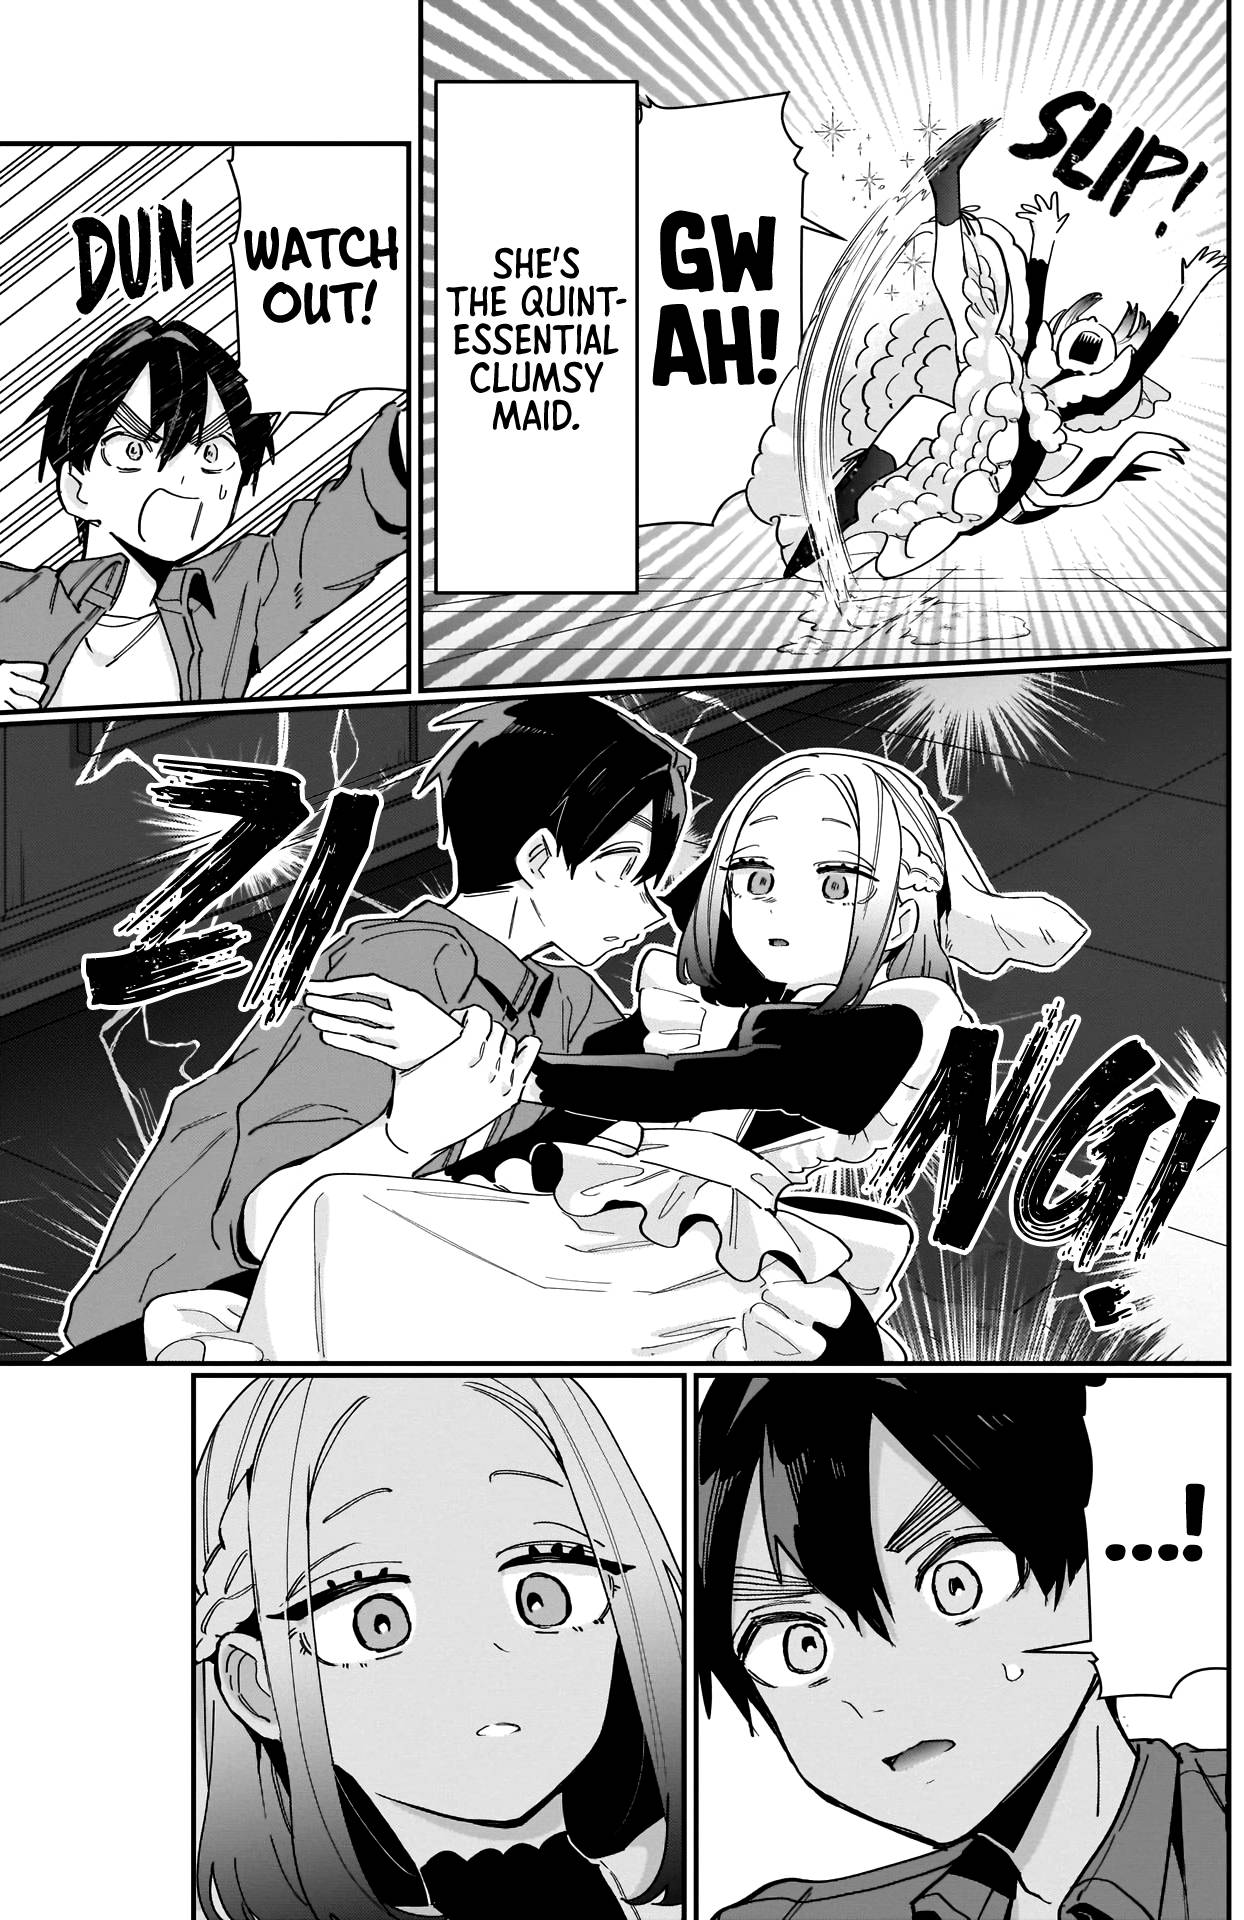 SLIP!
GW
AH!
SHE'S
THE QUINT-
ESSENTIAL
CLUMSY
MAID.
WATCH
OUT!
DUN
ZI
NG!
....!